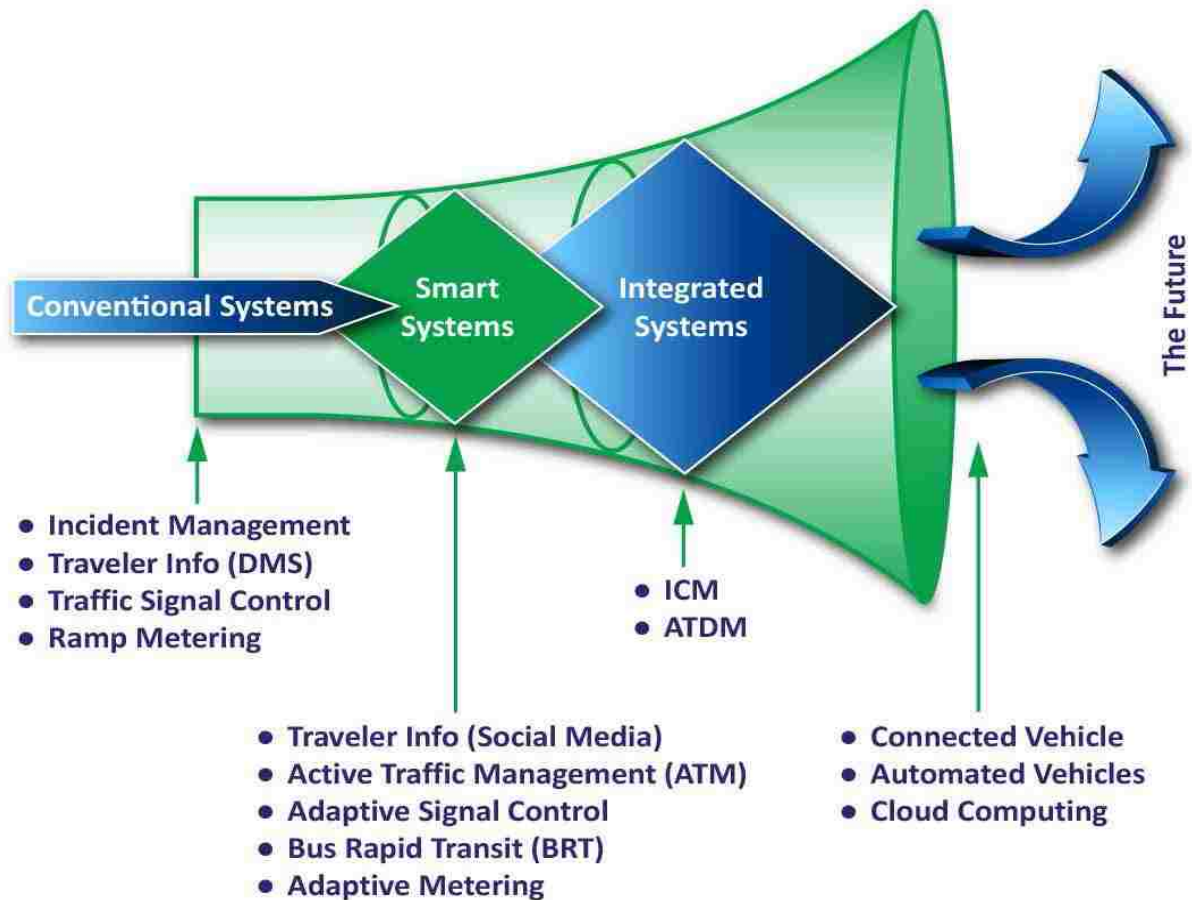 Conventional Systems
Smart
Systems
Integrated
Systems
The Future
● Incident Management
● Traveler Info (DMS)
● Traffic Signal Control
● Ramp Metering
● Traveler Info (Social Media)
● Active Traffic Management (ATM)
● Adaptive Signal Control
● Bus Rapid Transit (BRT)
● Adaptive Metering
● ICM
● ATDM
● Connected Vehicle
● Automated Vehicles
● Cloud Computing